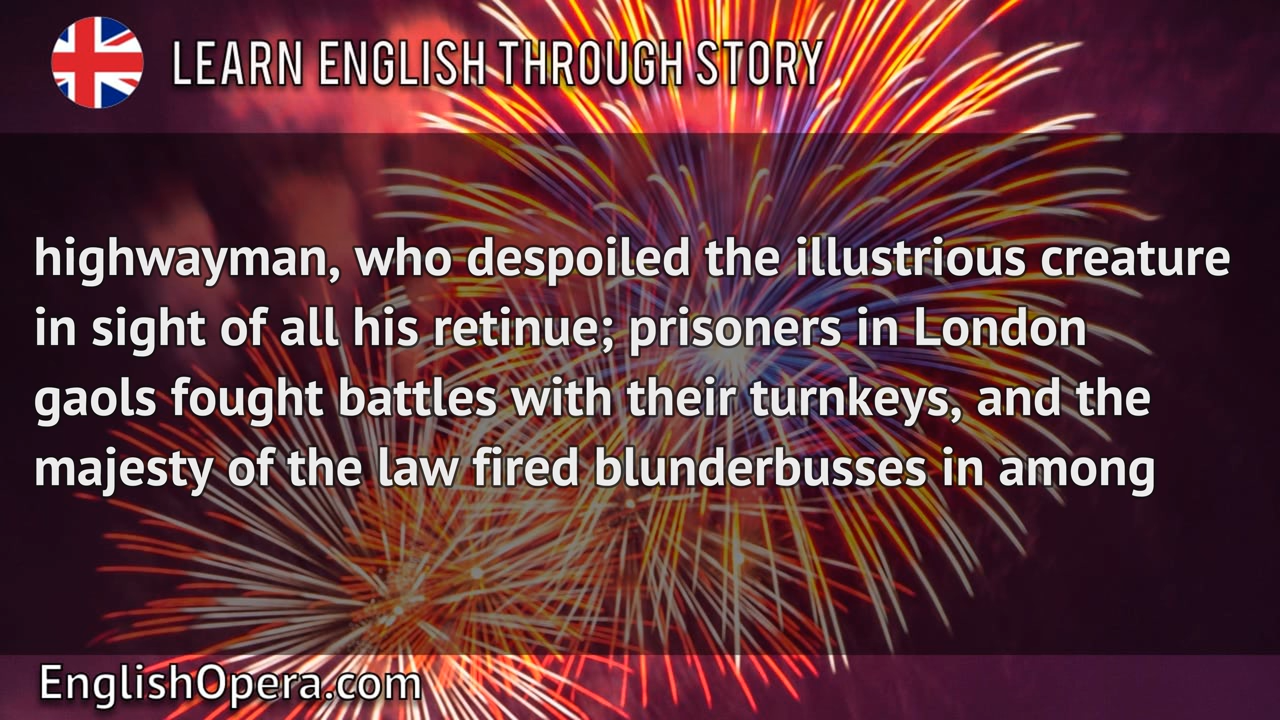 LEARN ENGLISH THROUGH STORY
highwayman, who despoiled the illustrious creature
in sight of all his retinue; prisoners in London
gaols fought battles with their turnkeys, and the
majesty of the law fired blunderbusses in among
EnglishOpera.com